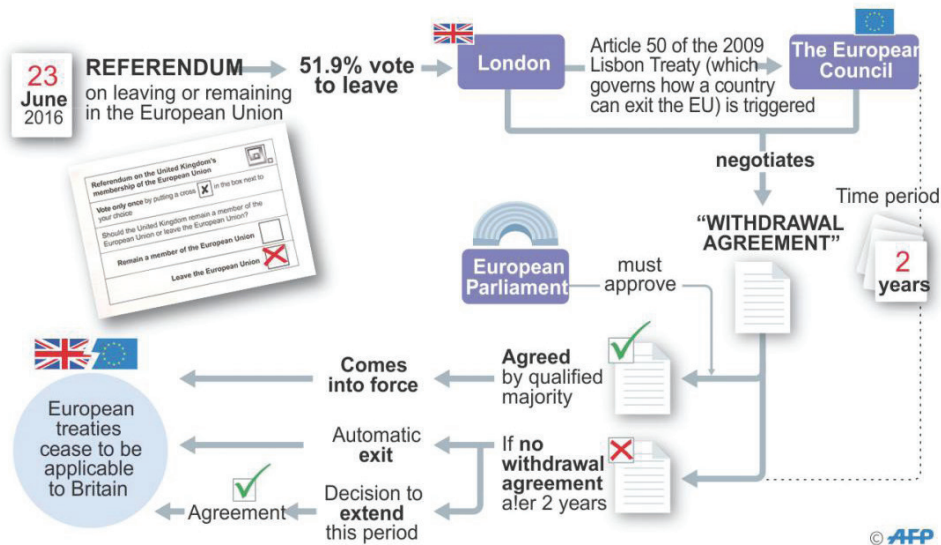 23
June
2016
REFERENDUM
on leaving or remaining
in the European Union
51.9% vote
to leave
London
Article 50 of the 2009
Lisbon Treaty (which
governs how a country
can exit the EU) is triggered
The European
Council
Referendum on the United Kingdom's
membership of the European Union
Vote only once by putting a cross X in the box next to
your choice
Should the United Kingdom remain a member of the
European Union or leave the European Union?
Remain a member of the European Union
Leave the European Union
negotiates
Time period
2
years
"WITHDRAWAL
AGREEMENT"
European
Parliament
must
approve
Agreed
by qualified
majority
Comes
into force
European
treaties
cease to be
applicable
to Britain
Automatic
exit
If no
withdrawal
agreement
a!er 2 years
Decision to
extend
this period
Agreement
© AFP